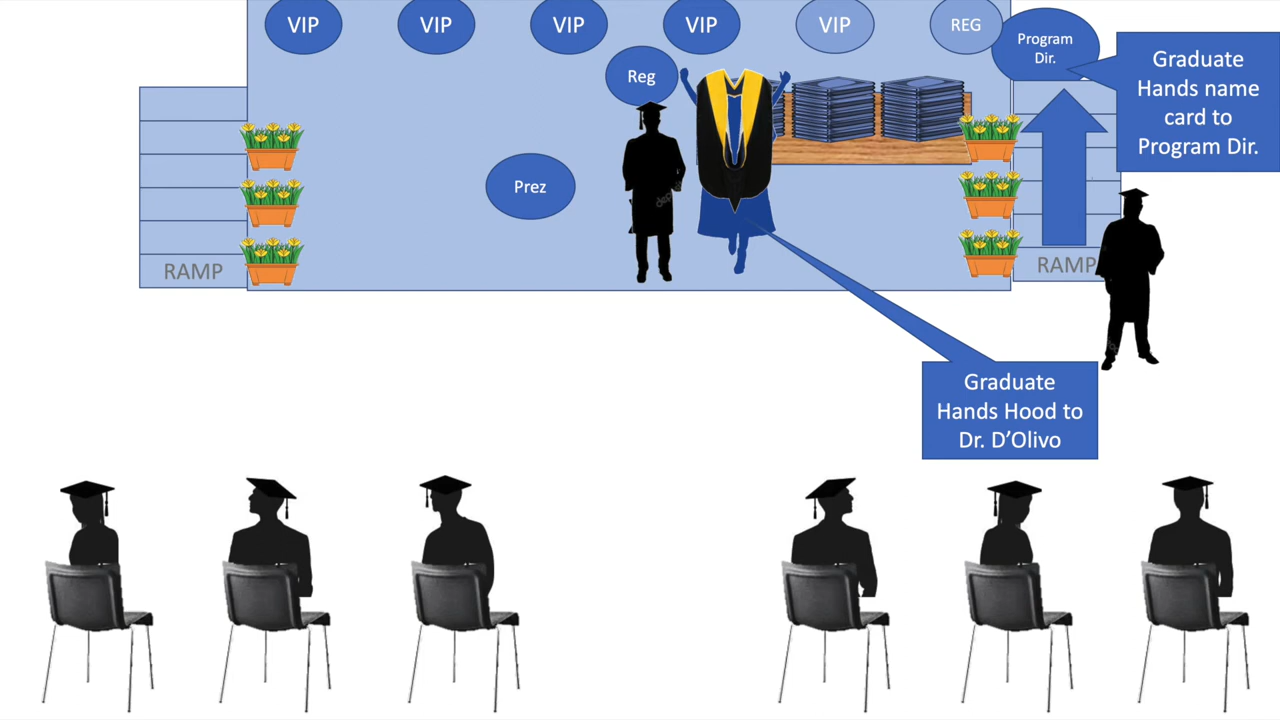 VIP
VIP
VIP
VIP
VIP
REG
Program
Dir.
Graduate
Hands name
card to
Program Dir.
Reg
Prez
RAMP
RAMP
Graduate
Hands Hood to
Dr. D’Olivo